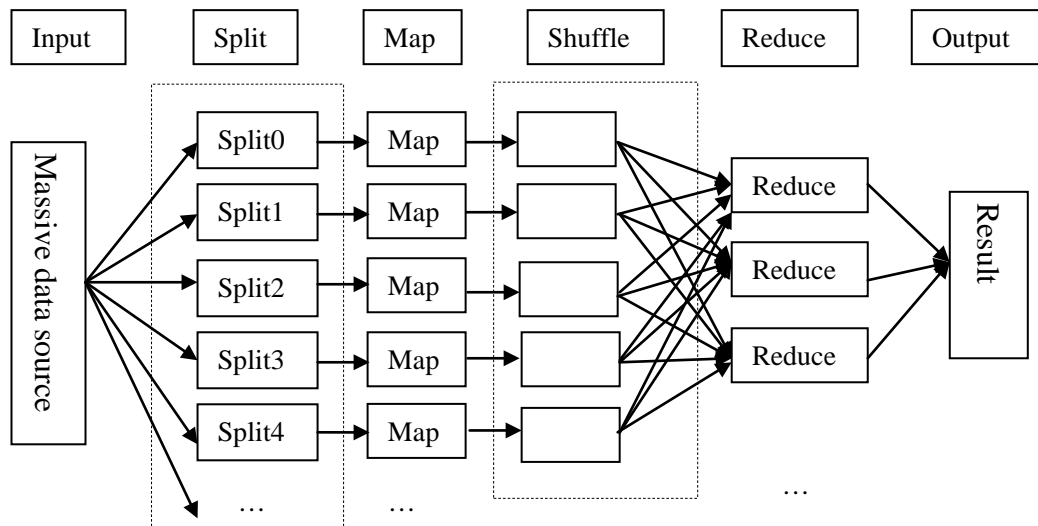 Input
Split
Map
Shuffle
Reduce
Output
Massive data source
Split0
Map
Split1
Map
Split2
Map
Split3
Map
Split4
Map
…
…
Reduce
Reduce
Reduce
…
Result